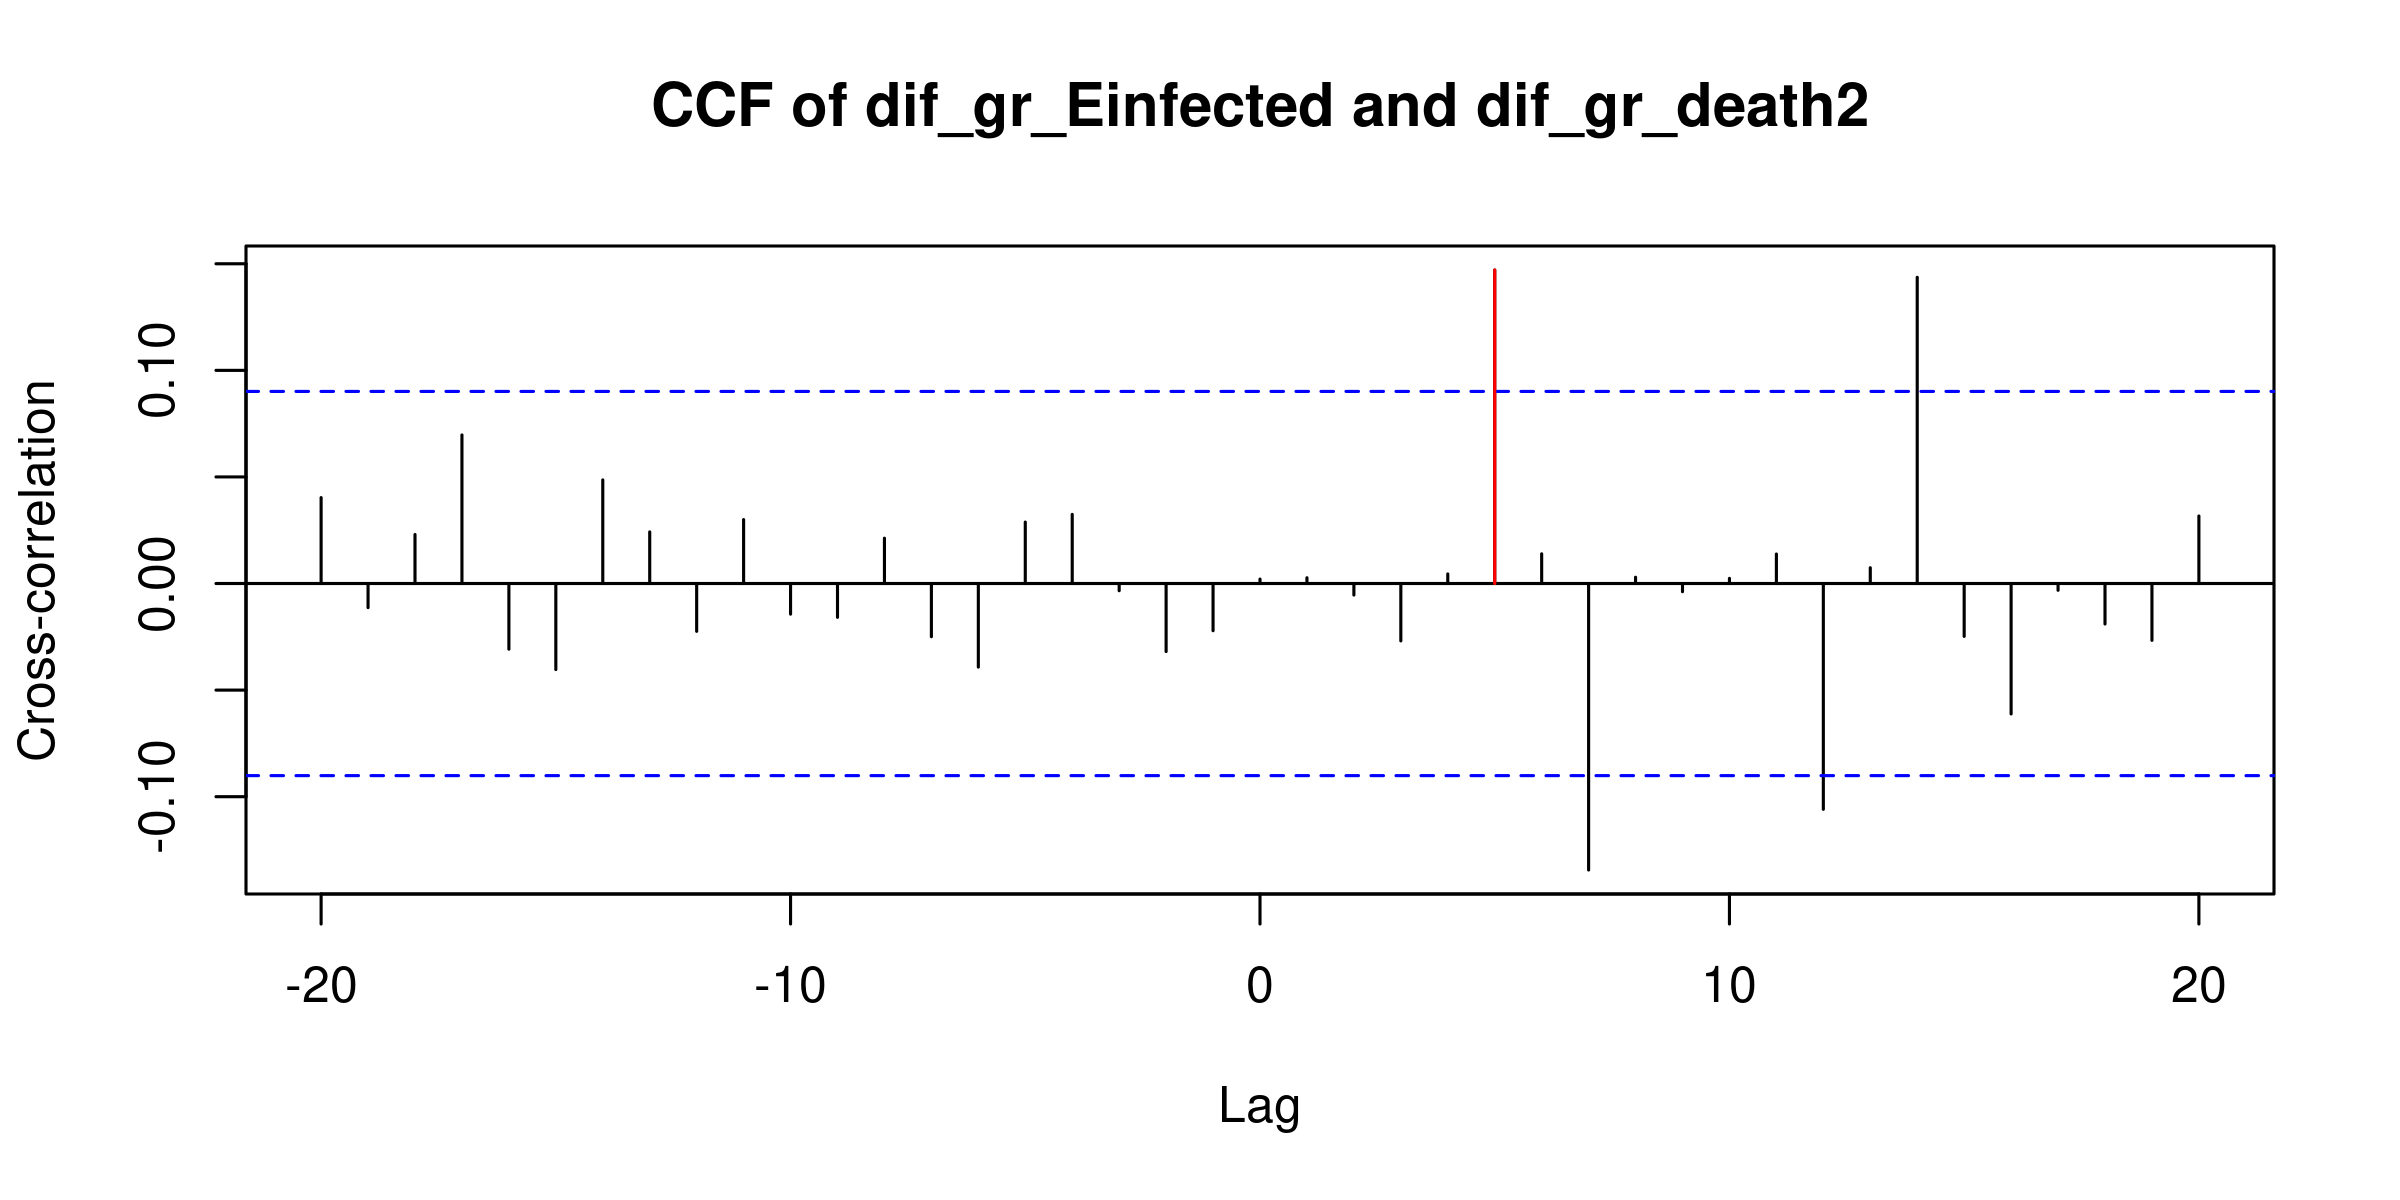 CCF of dif_gr_Einfected and dif_gr_death2
Cross-correlation
0.10
0.00
-0.10
-20 -10 0 10 20
Lag